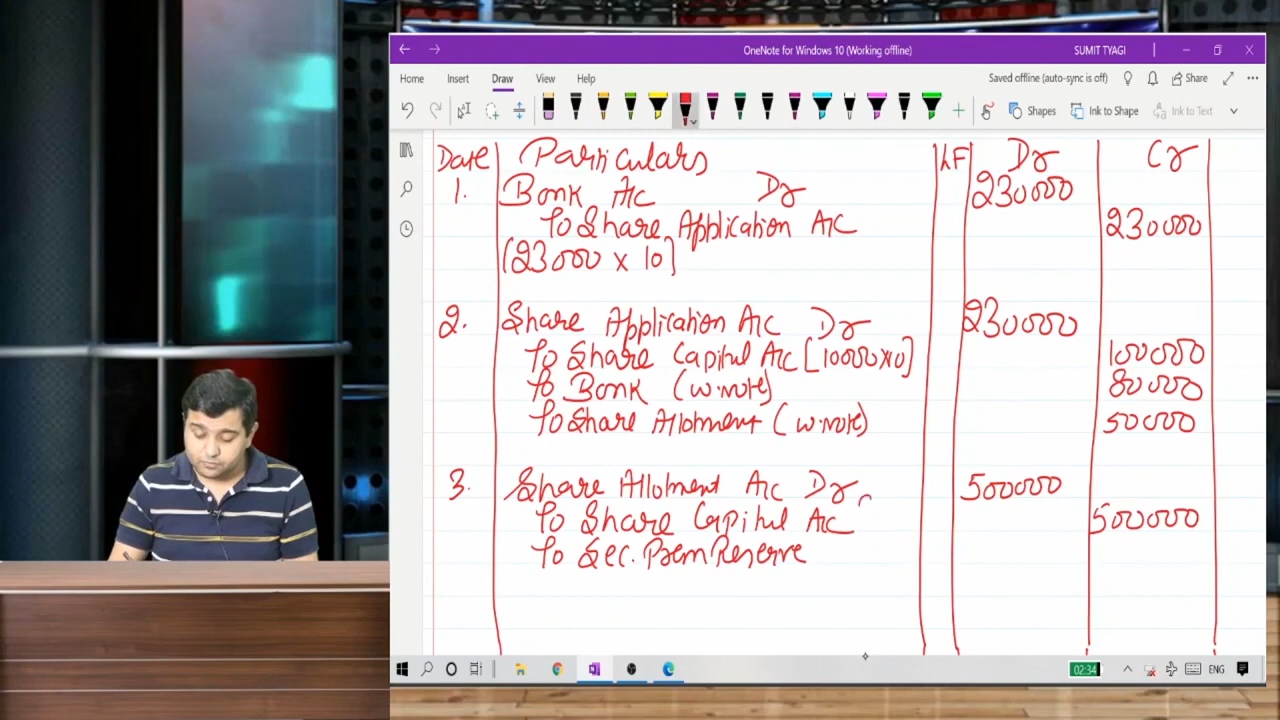 OneNote for Windows 10 (Working offline)
SUMIT TYAGI
Home Insert Draw View Help
Saved offline (auto-sync is off)
Share
Shapes
Ink to Shape
Ink to Text
Date Particulars LF Dr Cr
1. Bank A/C Dr 230000
To Share Application A/C 230000
(23000 x 10]
2. Share Application A/C Dr 230000
To Share Capital A/C [10000x10] 100000
To Bank (w.note) 80000
To Share Allotment (w.note) 50000
3. Share Allotment A/C Dr 500000
To Share Capital A/C 500000
To Sec. Prem Reserve
02:34
ENG